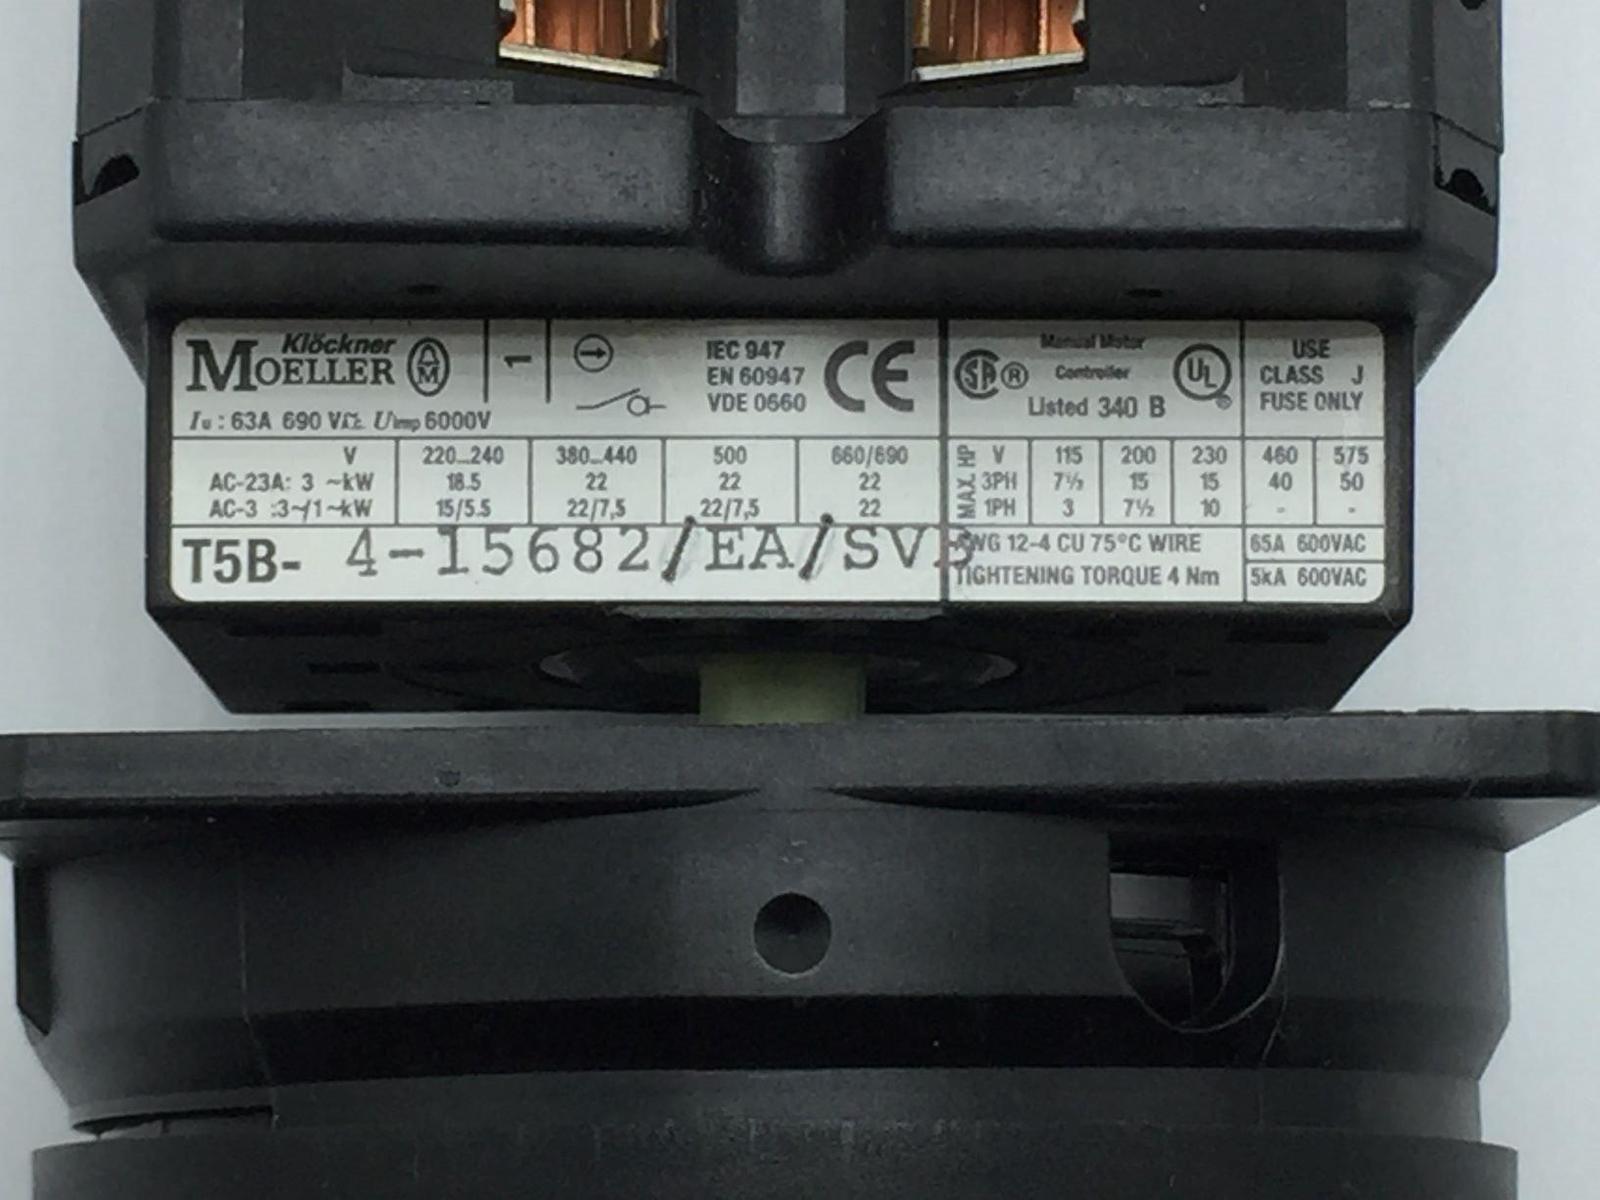 Klöckner
MOELLER
1
IEC 947
EN 60947
VDE 0660
CE
Iu : 63A 690 V Uimp 6000V
V 220...240 380...440 500 660/690
AC-23A: 3 ~kW 18.5 22 22 22
AC-3 :3~/1~kW 15/5.5 22/7,5 22/7,5 22
T5B- 4-15682/EA/SVB
SA ®
Manual Motor
Controller
Listed 340 B
UL ®
USE
CLASS J
FUSE ONLY
MAX. HP
V 115 200 230 460 575
3PH 7½ 15 15 40 50
1PH 3 7½ 10 - -
AWG 12-4 CU 75°C WIRE
TIGHTENING TORQUE 4 Nm
65A 600VAC
5kA 600VAC